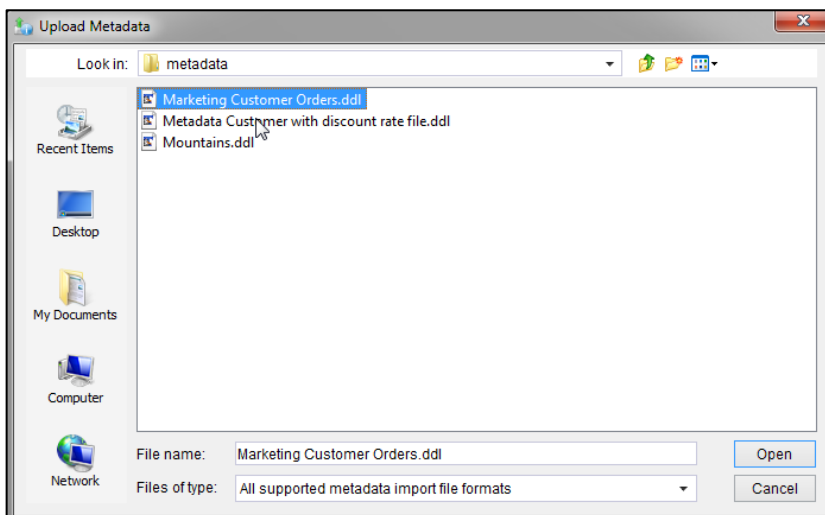 Upload Metadata
Look in: metadata
Marketing Customer Orders.ddl
Metadata Customer with discount rate file.ddl
Mountains.ddl
Recent Items
Desktop
My Documents
Computer
Network
File name: Marketing Customer Orders.ddl Open
Files of type: All supported metadata import file formats Cancel